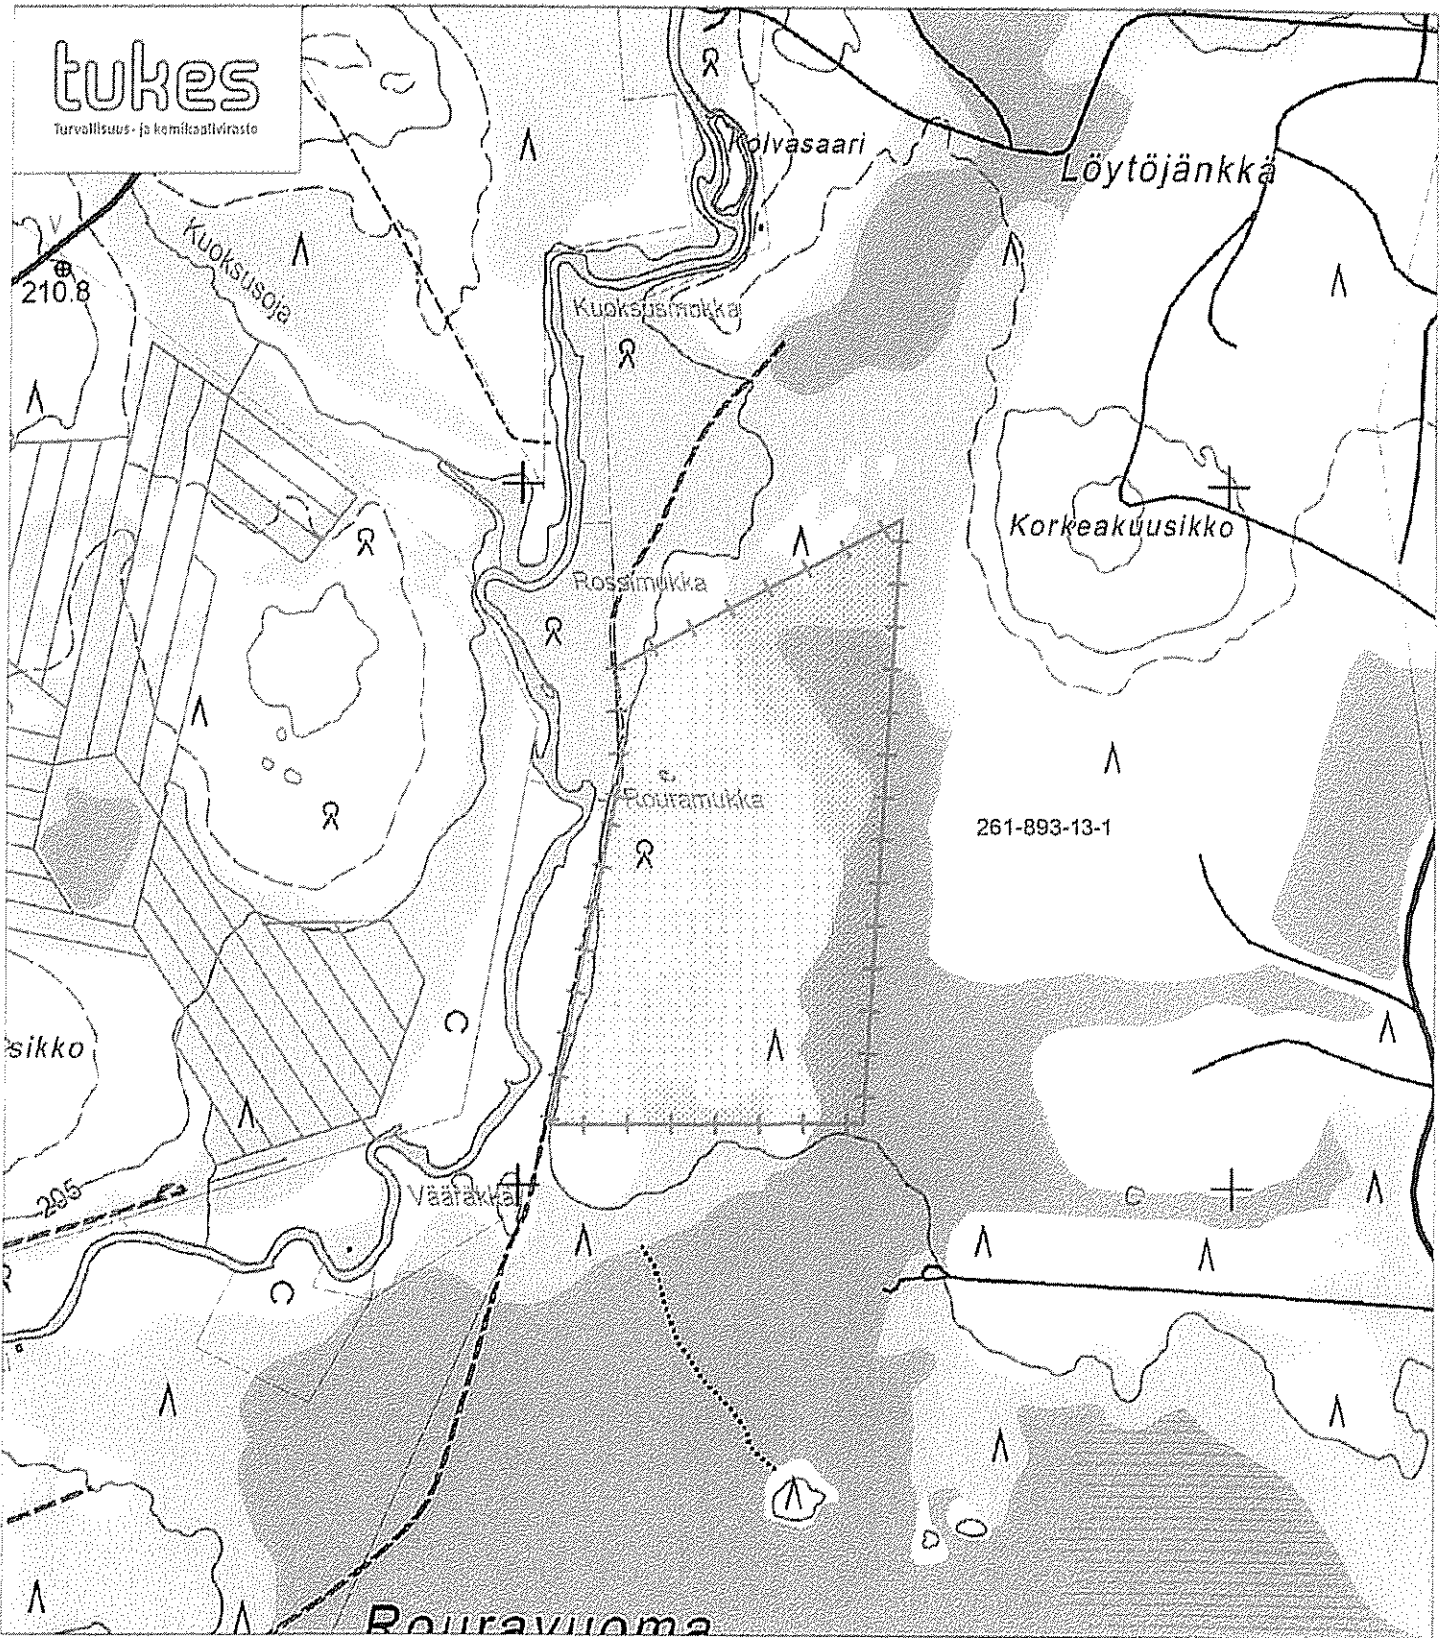 tukes
Turvallisuus- ja kemikaalivirasto
Kolvasaari
Löytöjänkkä
Kuoksusoja
210.8
Kuoksusmukka
Korkeakuusikko
Rossimukka
Rouramukka
261-893-13-1
sikko
205
Vääräkkä
Rouravuoma